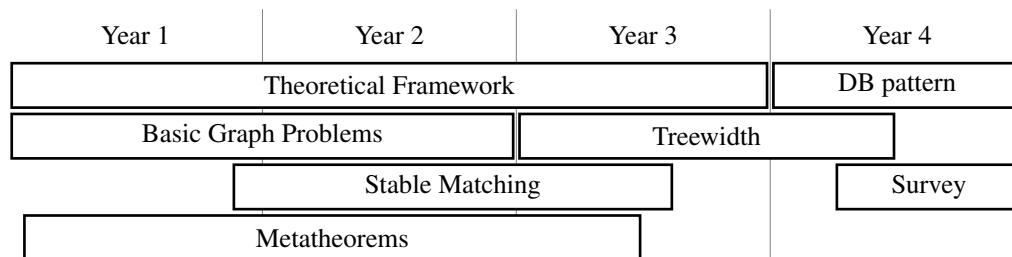 Year 1 Year 2 Year 3 Year 4
Theoretical Framework DB pattern
Basic Graph Problems Treewidth
Stable Matching Survey
Metatheorems